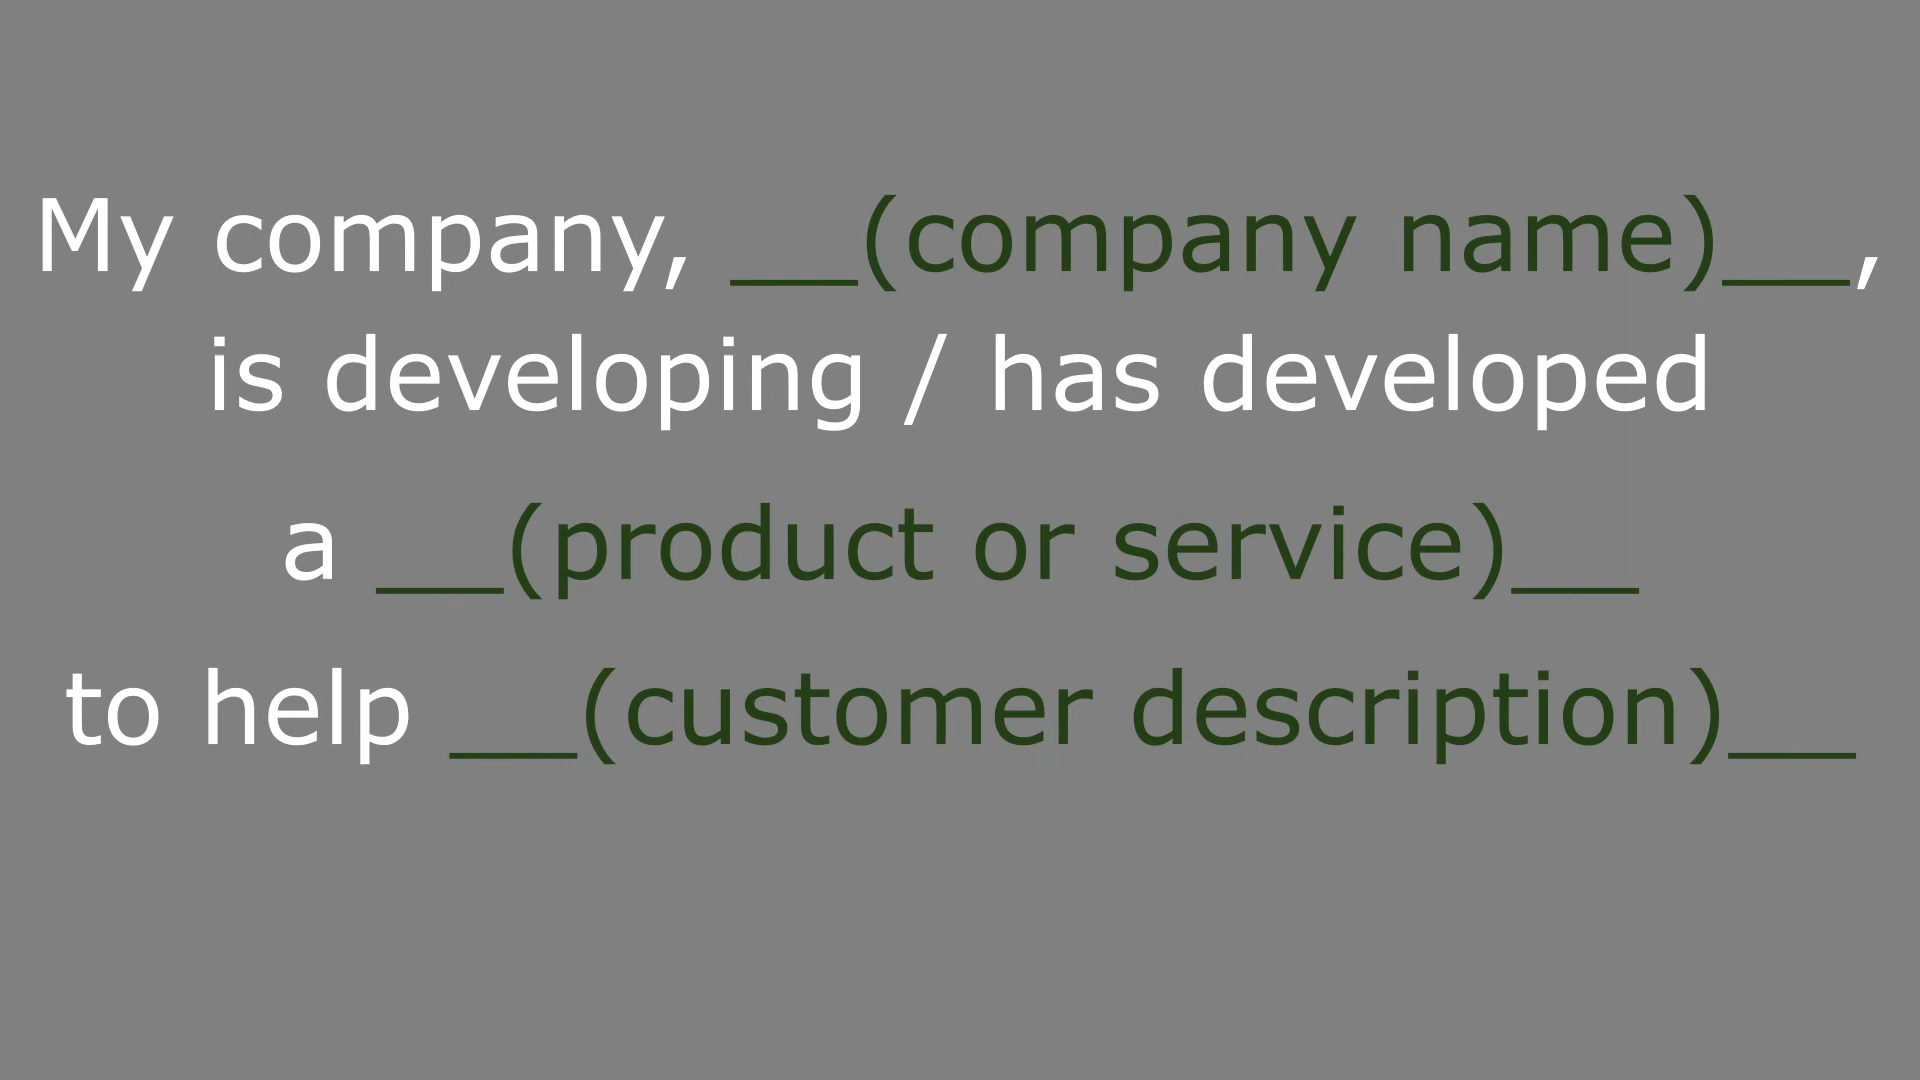 My company, __(company name)__,
is developing / has developed
a __(product or service)__
to help __(customer description)__